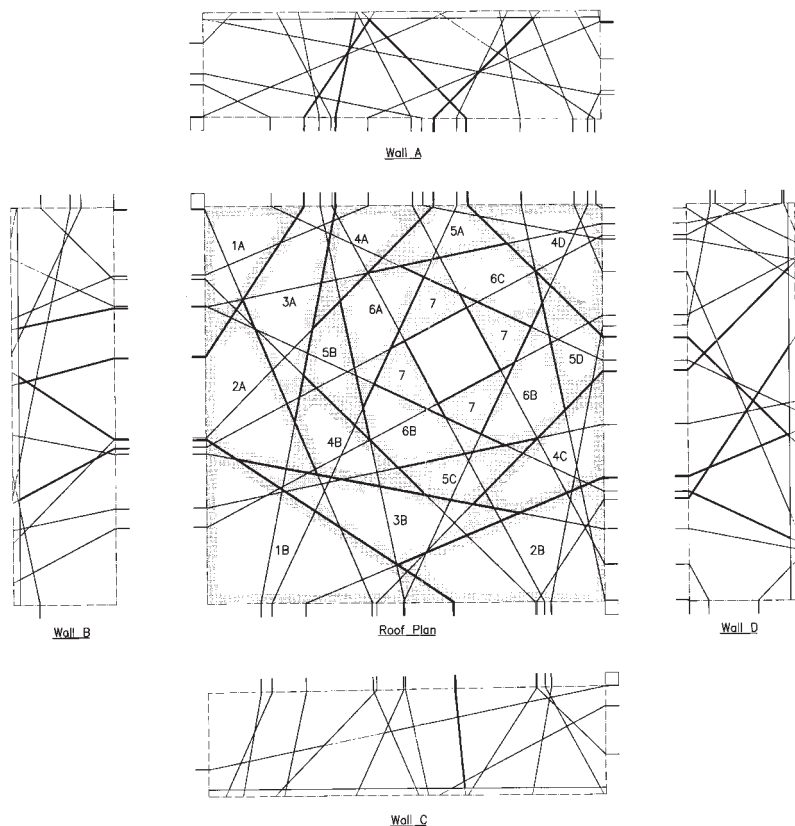 Wall A
1A
4A
5A
4D
3A
6A
7
6C
5B
7
7
5D
2A
7
6B
4B
6B
5C
4C
3B
1B
2B
Wall B
Roof Plan
Wall D
Wall C